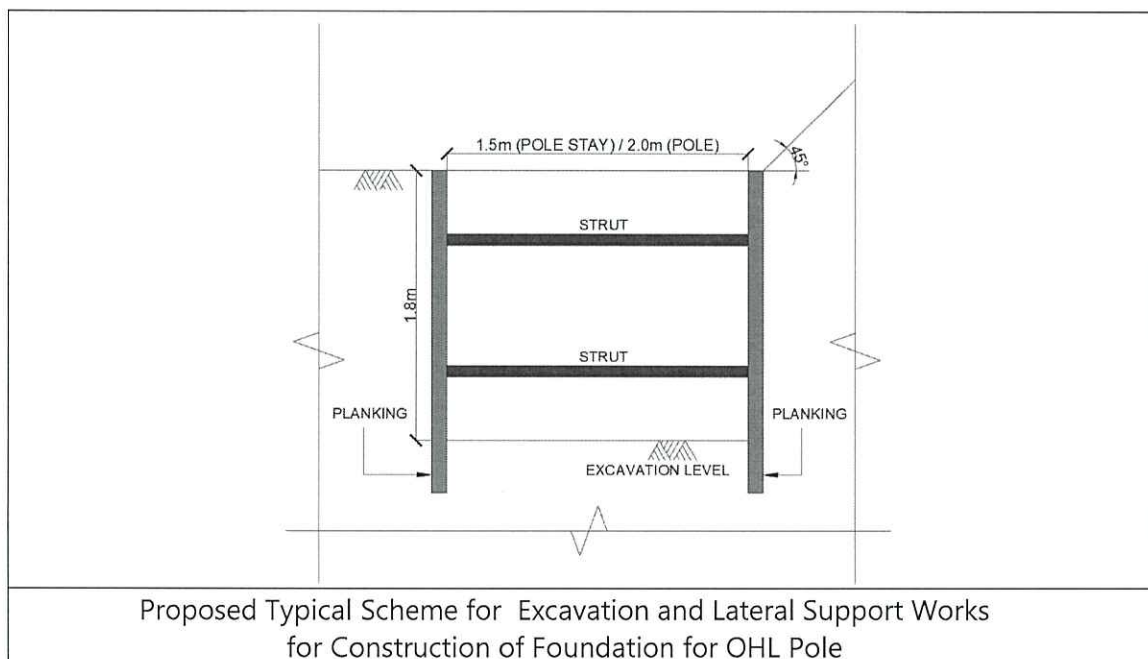 1.5m (POLE STAY) / 2.0m (POLE)
45°
STRUT
1.8m
STRUT
PLANKING
PLANKING
EXCAVATION LEVEL
Proposed Typical Scheme for Excavation and Lateral Support Works
for Construction of Foundation for OHL Pole